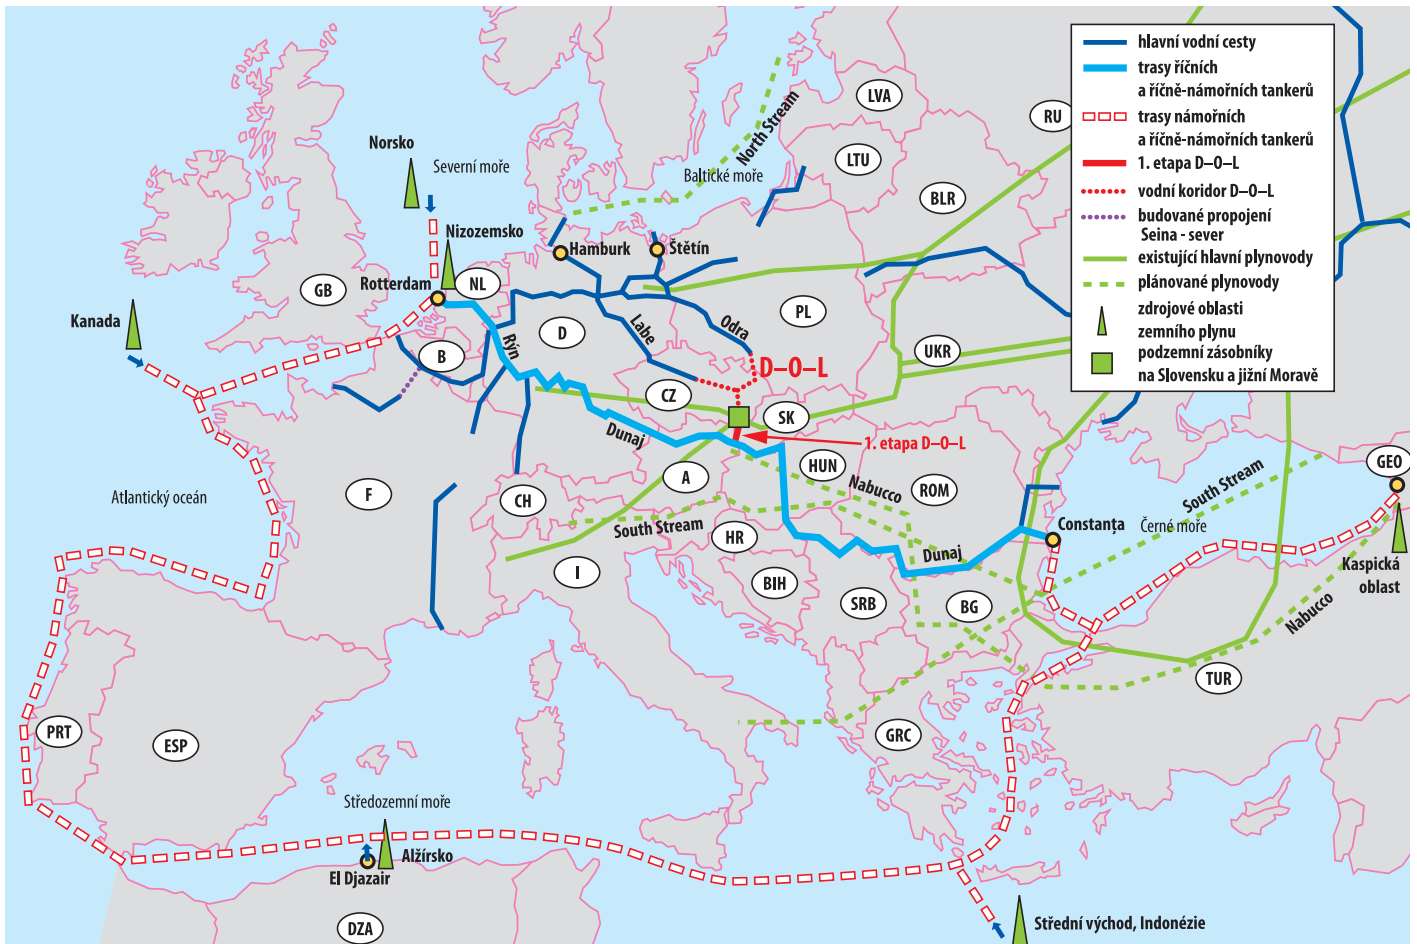 hlavní vodní cesty
trasy říčních
a říčně-námořních tankerů
trasy námořních
a říčně-námořních tankerů
1. etapa D–O–L
vodní koridor D–O–L
budované propojení
Seina - sever
existující hlavní plynovody
plánované plynovody
zdrojové oblasti
zemního plynu
podzemní zásobníky
na Slovensku a jižní Moravě
LVA
RU
North Stream
LTU
Norsko
Severní moře
Baltické moře
BLR
Nizozemsko
Hamburk
Štětín
Rotterdam
NL
GB
Kanada
PL
Labe
Odra
D
Rýn
B
UKR
D–O–L
CZ
SK
Dunaj
1. etapa D–O–L
HUN
GEO
A
Nabucco
ROM
South Stream
Atlantický oceán
F
CH
South Stream
Constanța
Černé moře
HR
Dunaj
Kaspická
oblast
I
BIH
SRB
BG
Nabucco
TUR
PRT
ESP
GRC
Středozemní moře
Alžírsko
El Djazair
DZA
Střední východ, Indonézie